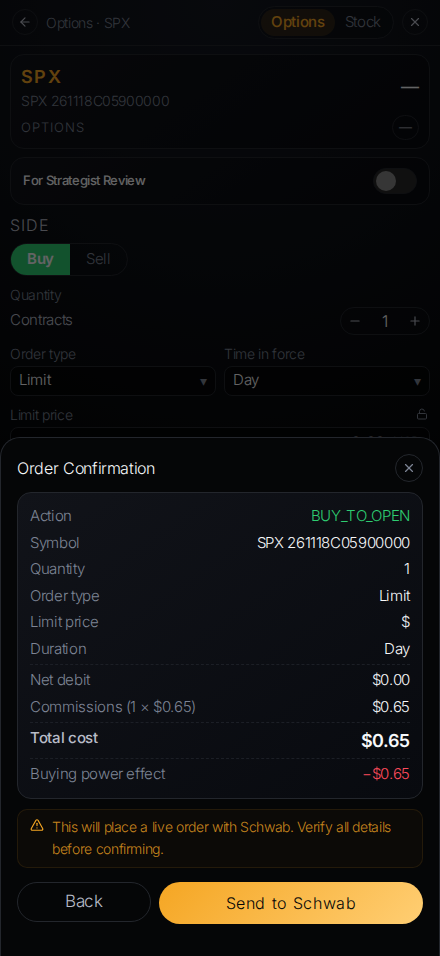 Options · SPX
Options Stock
SPX
SPX 261118C05900000
—
OPTIONS
—
For Strategist Review
SIDE
Buy Sell
Quantity
Contracts
− 1 +
Order type Time in force
Limit Day
Limit price
Order Confirmation
Action BUY_TO_OPEN
Symbol SPX 261118C05900000
Quantity 1
Order type Limit
Limit price $
Duration Day
Net debit $0.00
Commissions (1 × $0.65) $0.65
Total cost $0.65
Buying power effect −$0.65
This will place a live order with Schwab. Verify all details
before confirming.
Back Send to Schwab